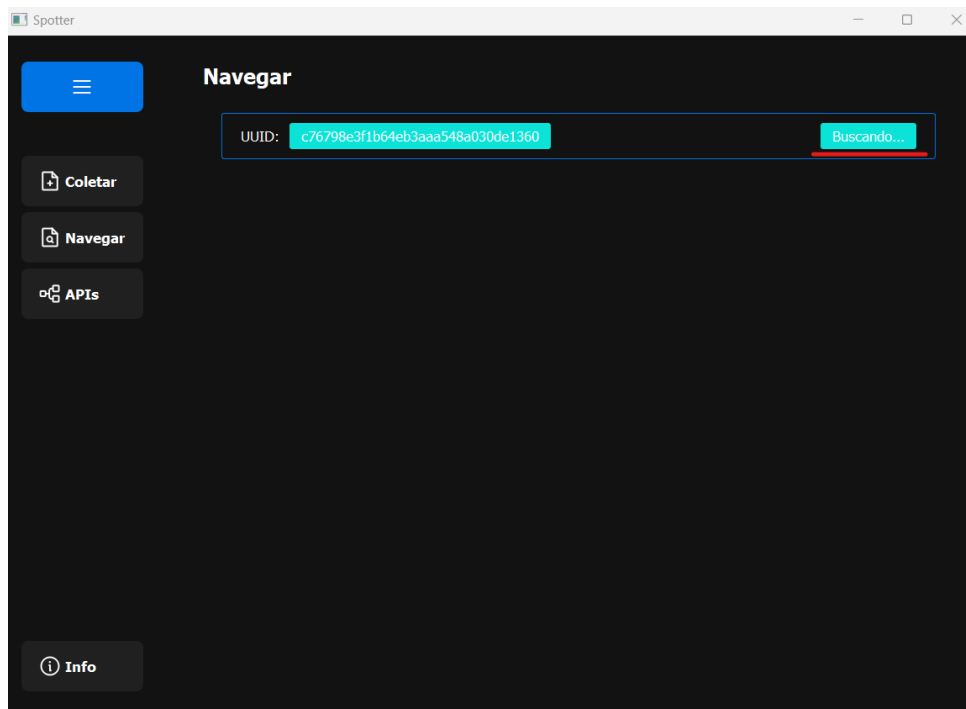 Spotter
Navegar
UUID: c76798e3f1b64eb3aaa548a030de1360 Buscando...
Coletar
Navegar
APIs
Info